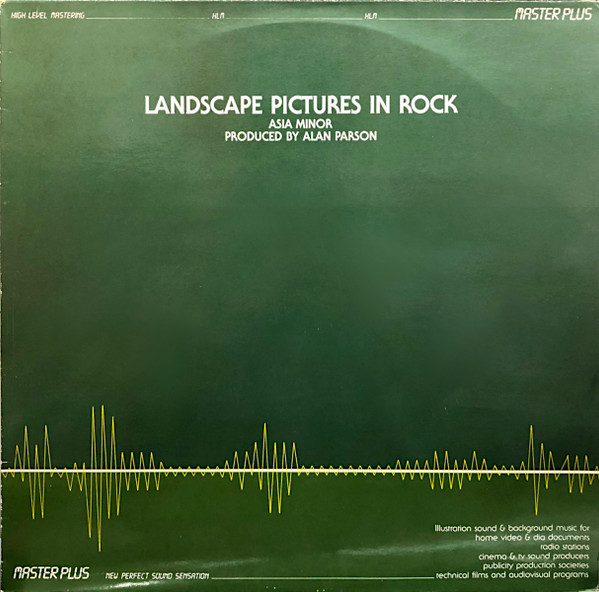 HIGH LEVEL MASTERING HLM HLM MASTER PLUS
LANDSCAPE PICTURES IN ROCK
ASIA MINOR
PRODUCED BY ALAN PARSON
Illustration sound & background music for
home video & dia documents
radio stations
cinema & tv sound producers
publicity production societies
technical films and audiovisual programs
MASTER PLUS NEW PERFECT SOUND SENSATION